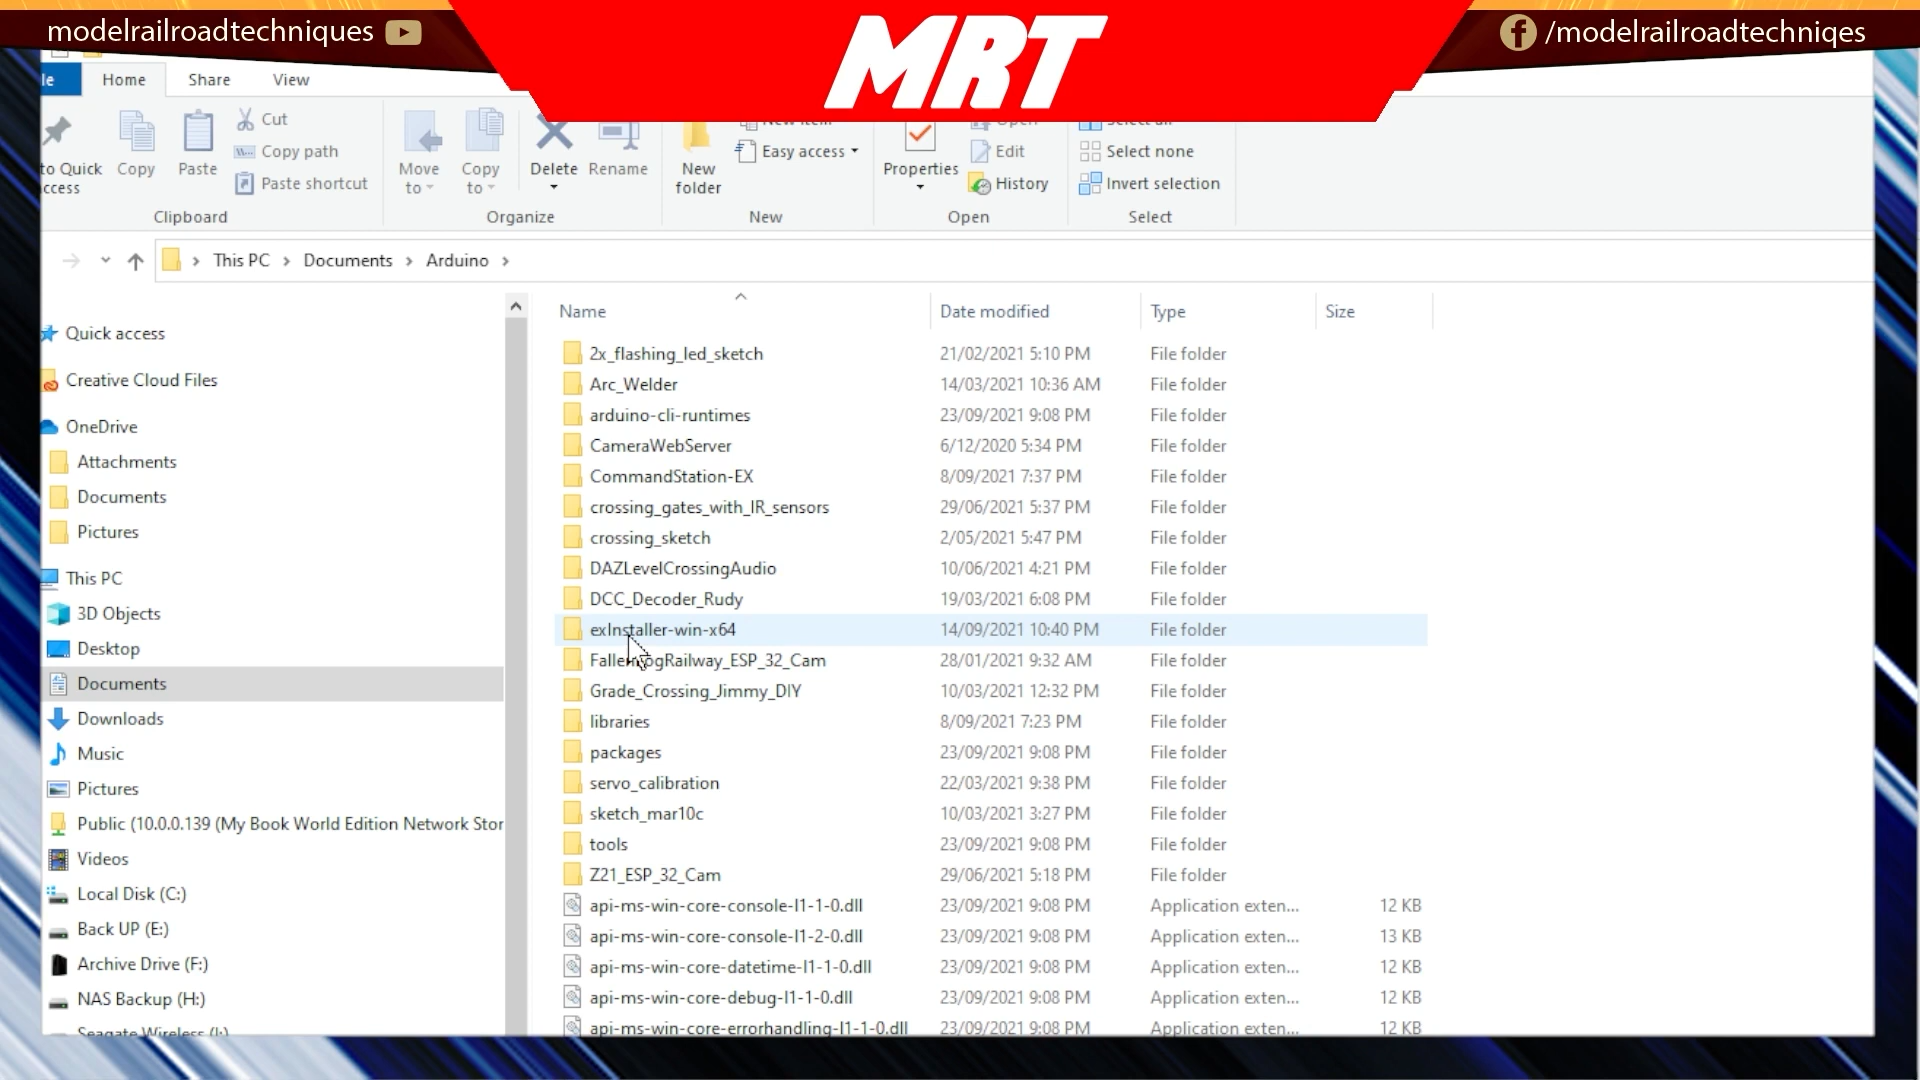 modelrailroadtechniques
MRT
/modelrailroadtechniqes
le
Home
Share
View
to Quick
ccess
Copy
Paste
Cut
Copy path
Paste shortcut
Clipboard
Move
to
Copy
to
Delete
Rename
Organize
New
folder
New item
Easy access
New
Properties
Open
Edit
History
Open
Select all
Select none
Invert selection
Select
This PC > Documents > Arduino >
Quick access
Creative Cloud Files
OneDrive
Attachments
Documents
Pictures
This PC
3D Objects
Desktop
Documents
Downloads
Music
Pictures
Public (10.0.0.139 (My Book World Edition Network Stor
Videos
Local Disk (C:)
Back UP (E:)
Archive Drive (F:)
NAS Backup (H:)
Seagate Wireless (I:)
Name Date modified Type Size
2x_flashing_led_sketch 21/02/2021 5:10 PM File folder
Arc_Welder 14/03/2021 10:36 AM File folder
arduino-cli-runtimes 23/09/2021 9:08 PM File folder
CameraWebServer 6/12/2020 5:34 PM File folder
CommandStation-EX 8/09/2021 7:37 PM File folder
crossing_gates_with_IR_sensors 29/06/2021 5:37 PM File folder
crossing_sketch 2/05/2021 5:47 PM File folder
DAZLevelCrossingAudio 10/06/2021 4:21 PM File folder
DCC_Decoder_Rudy 19/03/2021 6:08 PM File folder
exInstaller-win-x64 14/09/2021 10:40 PM File folder
28/01/2021 9:32 AM File folder
Grade_Crossing_Jimmy_DIY 10/03/2021 12:32 PM File folder
libraries 8/09/2021 7:23 PM File folder
packages 23/09/2021 9:08 PM File folder
servo_calibration 22/03/2021 9:38 PM File folder
sketch_mar10c 10/03/2021 3:27 PM File folder
tools 23/09/2021 9:08 PM File folder
Z21_ESP_32_Cam 29/06/2021 5:18 PM File folder
api-ms-win-core-console-l1-1-0.dll 23/09/2021 9:08 PM Application exten... 12 KB
api-ms-win-core-console-l1-2-0.dll 23/09/2021 9:08 PM Application exten... 13 KB
api-ms-win-core-datetime-l1-1-0.dll 23/09/2021 9:08 PM Application exten... 12 KB
api-ms-win-core-debug-l1-1-0.dll 23/09/2021 9:08 PM Application exten... 12 KB
api-ms-win-core-errorhandling-l1-1-0.dll 23/09/2021 9:08 PM Application exten... 12 KB